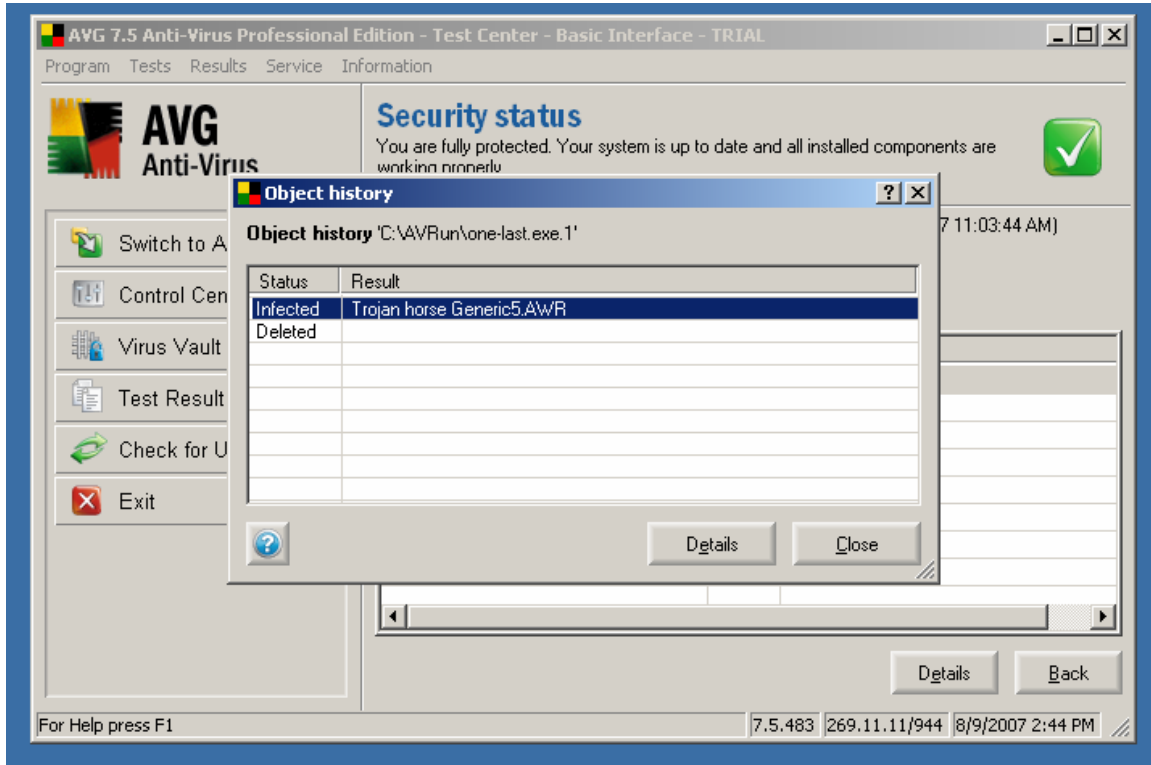 AVG 7.5 Anti-Virus Professional Edition - Test Center - Basic Interface - TRIAL
Program Tests Results Service Information
AVG
Anti-Virus
Security status
You are fully protected. Your system is up to date and all installed components are
working properly
Object history
7 11:03:44 AM)
Object history 'C:\AVRun\one-last.exe.1'
Status Result
Infected Trojan horse Generic5.AWR
Deleted
Switch to A
Control Cen
Virus Vault
Test Result
Check for U
Exit
Details Close
Details Back
For Help press F1 7.5.483 269.11.11/944 8/9/2007 2:44 PM